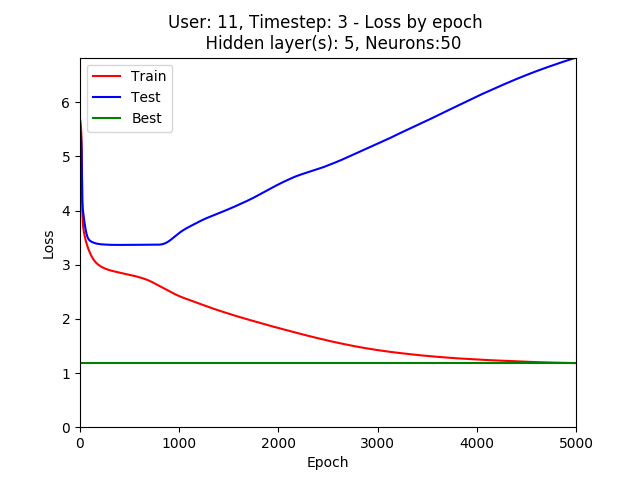 User: 11, Timestep: 3 - Loss by epoch
Hidden layer(s): 5, Neurons:50
Train
Test
Best
Loss
6
5
4
3
2
1
0
0 1000 2000 3000 4000 5000
Epoch